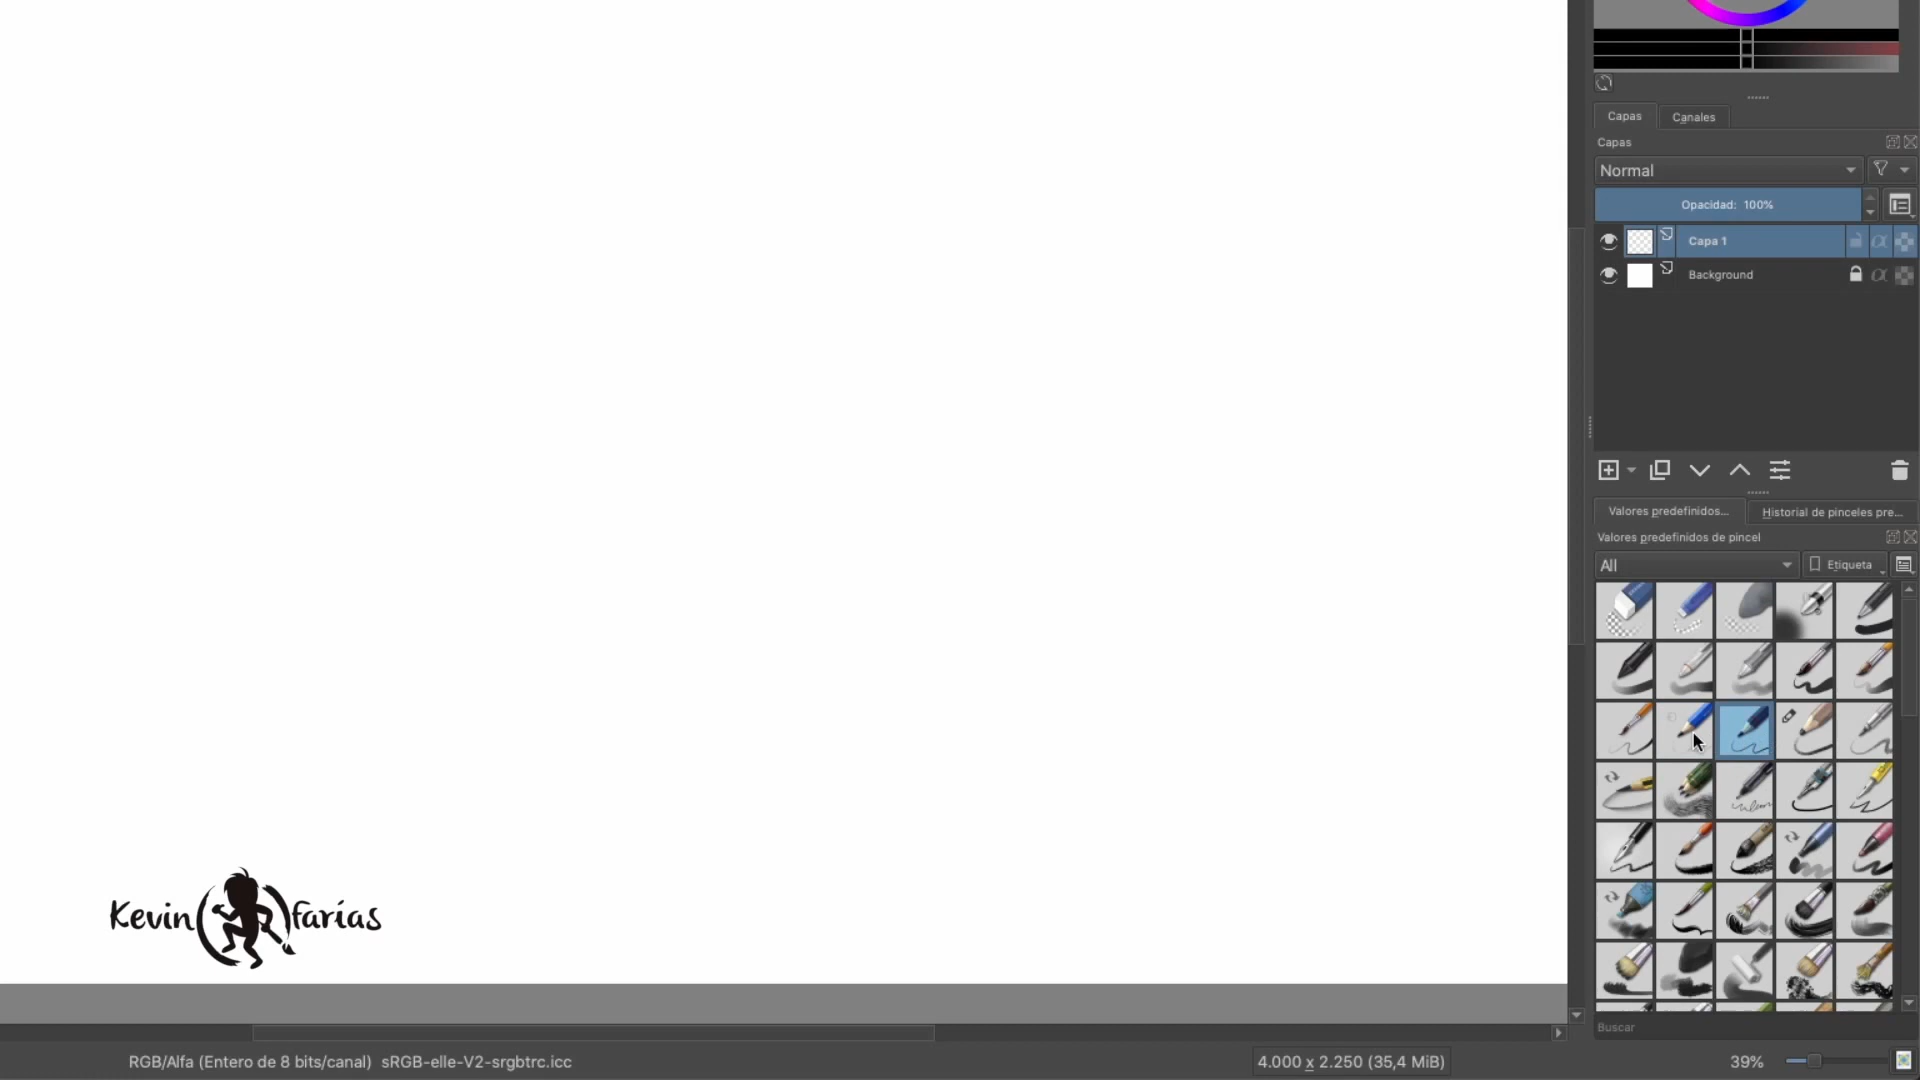 Capas
Canales
Capas
Normal
Opacidad: 100%
Capa 1
Background
Valores predefinidos...
Historial de pinceles pre...
Valores predefinidos de pincel
All
Etiqueta
Kevin farías
Buscar
RGB/Alfa (Entero de 8 bits/canal) sRGB-elle-V2-srgbtrc.icc
4.000 x 2.250 (35,4 MiB)
39%